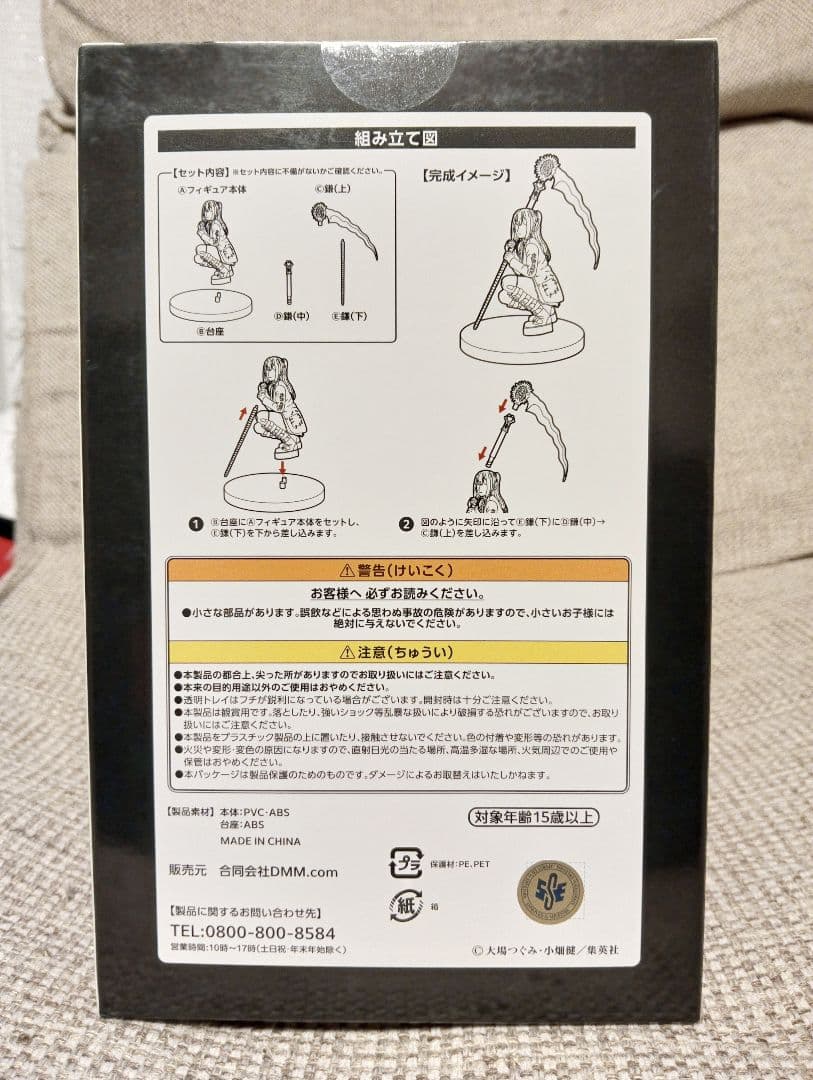 組み立て図
【セット内容】※セット内容に不備がないかご確認ください。
Ⓐフィギュア本体
Ⓒ鎌(上)
Ⓓ鎌(中)
Ⓔ鎌(下)
Ⓑ台座
【完成イメージ】
❶ Ⓑ台座にⒶフィギュア本体をセットし、
Ⓔ鎌(下)を下から差し込みます。
❷ 図のように矢印に沿ってⒺ鎌(下)にⒹ鎌(中)→
Ⓒ鎌(上)を差し込みます。
⚠警告(けいこく)
お客様へ 必ずお読みください。
●小さな部品があります。誤飲などによる思わぬ事故の危険がありますので、小さいお子様には
絶対に与えないでください。
⚠注意(ちゅうい)
●本製品の都合上、尖った所がありますのでお取り扱いにはご注意ください。
●本来の目的用途以外のご使用はおやめください。
●透明トレイはフチが鋭利になっている場合がございます。開封時は十分ご注意ください。
●本製品は観賞用です。落としたり、強いショック等乱暴な扱いにより破損する恐れがございますので、お取り
扱いにはご注意ください。
●本製品をプラスチック製品の上に置いたり、接触させないでください。色の付着や変形等の恐れがあります。
●火災や変形・変色の原因になりますので、直射日光の当たる場所、高温多湿な場所、火気周辺でのご使用や
保管はおやめください。
●本パッケージは製品保護のためのものです。ダメージによるお取替えはいたしかねます。
【製品素材】 本体:PVC・ABS
台座:ABS
MADE IN CHINA
対象年齢15歳以上
販売元 合同会社DMM.com
プラ
保護材:PE、PET
紙
箱
SSE
【製品に関するお問い合わせ先】
TEL:0800-800-8584
営業時間:10時～17時(土日祝・年末年始除く)
Ⓒ大場つぐみ・小畑健／集英社